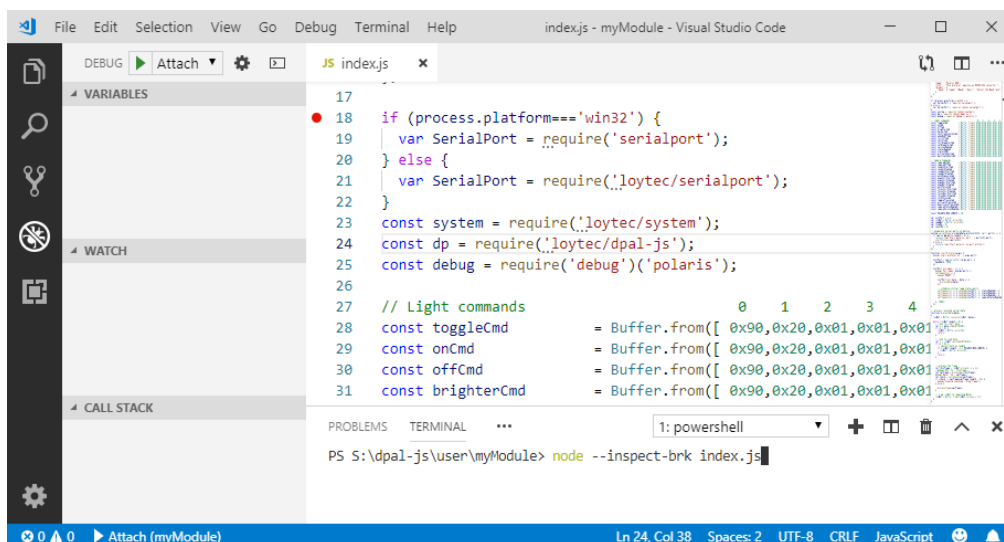 File Edit Selection View Go Debug Terminal Help index.js - myModule - Visual Studio Code
DEBUG Attach JS index.js
VARIABLES
17
18 if (process.platform==='win32') {
19 var SerialPort = require('serialport');
20 } else {
21 var SerialPort = require('loytec/serialport');
22 }
23 const system = require('loytec/system');
WATCH
24 const dp = require('loytec/dpal-js');
25 const debug = require('debug')('polaris');
26
27 // Light commands 0 1 2 3 4
28 const toggleCmd = Buffer.from([ 0x90,0x20,0x01,0x01,0x01
29 const onCmd = Buffer.from([ 0x90,0x20,0x01,0x01,0x01
30 const offCmd = Buffer.from([ 0x90,0x20,0x01,0x01,0x01
31 const brighterCmd = Buffer.from([ 0x90,0x20,0x01,0x01,0x01
CALL STACK
PROBLEMS TERMINAL ••• 1: powershell
PS S:\dpal-js\user\myModule> node --inspect-brk index.js
0 0 Attach (myModule) Ln 24, Col 38 Spaces: 2 UTF-8 CRLF JavaScript